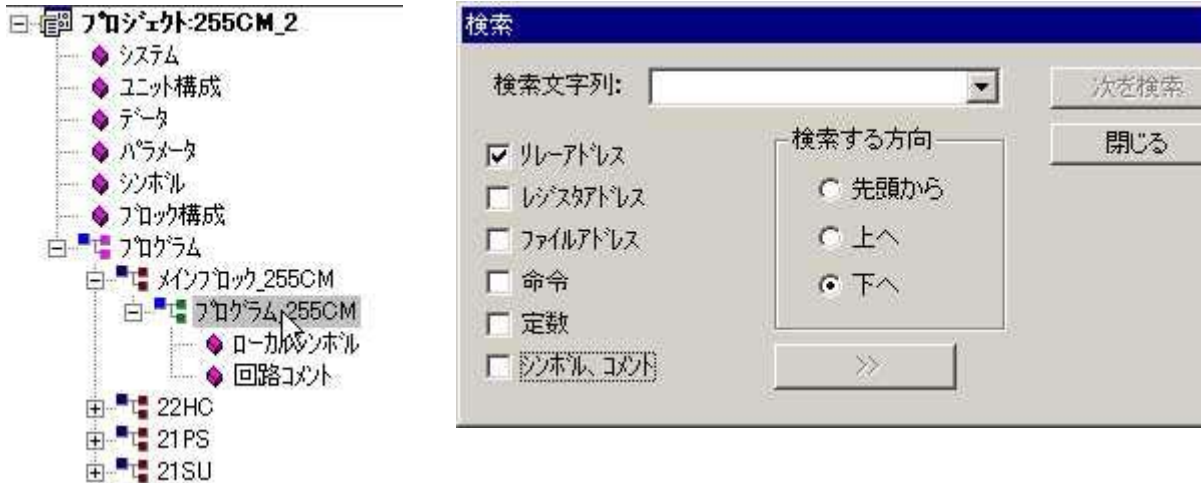 プロジェクト:255CM_2
システム
ユニット構成
データ
パラメータ
シンボル
ブロック構成
プログラム
メインブロック_255CM
プログラム_255CM
ローカルシンボル
回路コメント
22HC
21PS
21SU
検索
検索文字列:
次を検索
閉じる
リレーアドレス
レジスタアドレス
ファイルアドレス
命令
定数
シンボル、コメント
検索する方向
先頭から
上へ
下へ
>>